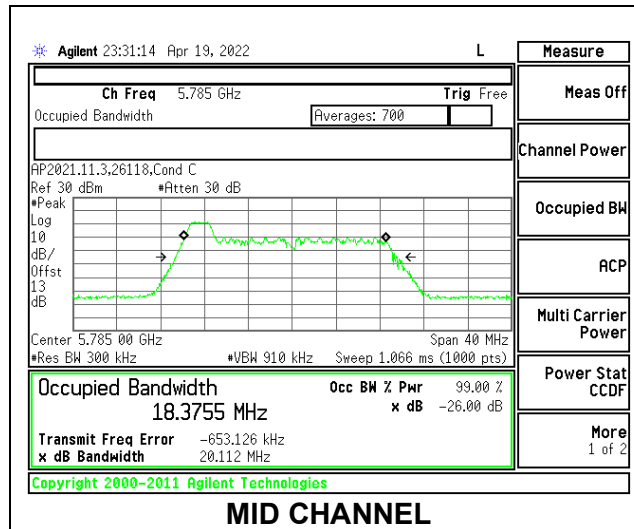 Agilent 23:31:14 Apr 19, 2022 L
Measure
Ch Freq 5.785 GHz Trig Free
Meas Off
Occupied Bandwidth Averages: 700
Channel Power
AP2021.11.3,26118,Cond C
Ref 30 dBm #Atten 30 dB
#Peak
Log
10
dB/
Offst
13
dB
Occupied BW
ACP
Multi Carrier
Power
Center 5.785 00 GHz Span 40 MHz
#Res BW 300 kHz #VBW 910 kHz Sweep 1.066 ms (1000 pts)
Occupied Bandwidth Occ BW % Pwr 99.00 %
18.3755 MHz x dB -26.00 dB
Power Stat
CCDF
Transmit Freq Error -653.126 kHz
x dB Bandwidth 20.112 MHz
More
1 of 2
Copyright 2000-2011 Agilent Technologies
MID CHANNEL